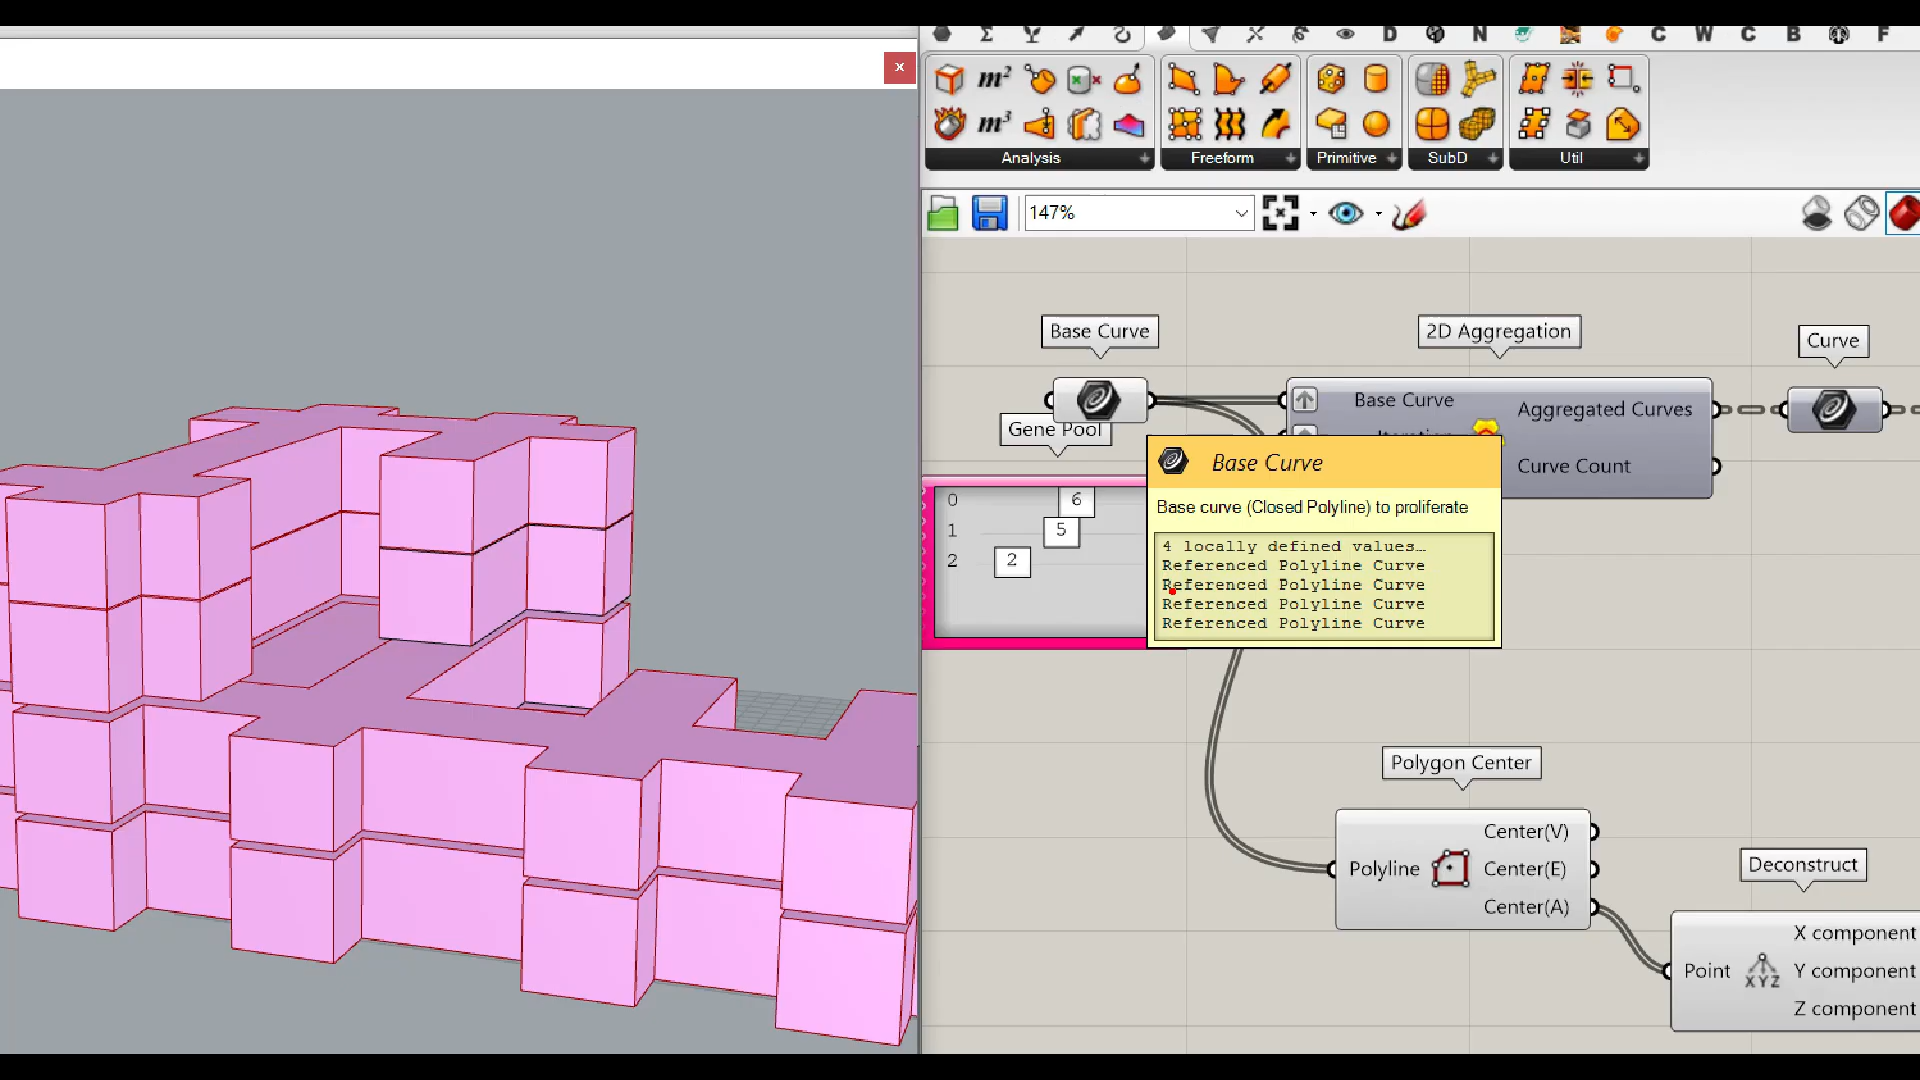 D
N
C
W
C
B
F
m²
m³
Analysis
Freeform
Primitive
SubD
Util
147%
Base Curve
2D Aggregation
Curve
Base Curve
Aggregated Curves
Gene Pool
Curve Count
Base Curve
Base curve (Closed Polyline) to proliferate
4 locally defined values…
Referenced Polyline Curve
Referenced Polyline Curve
Referenced Polyline Curve
Referenced Polyline Curve
0
6
1
5
2
2
Polygon Center
Center(V)
Polyline
Center(E)
Center(A)
Deconstruct
X component
Point
XYZ
Y component
Z component